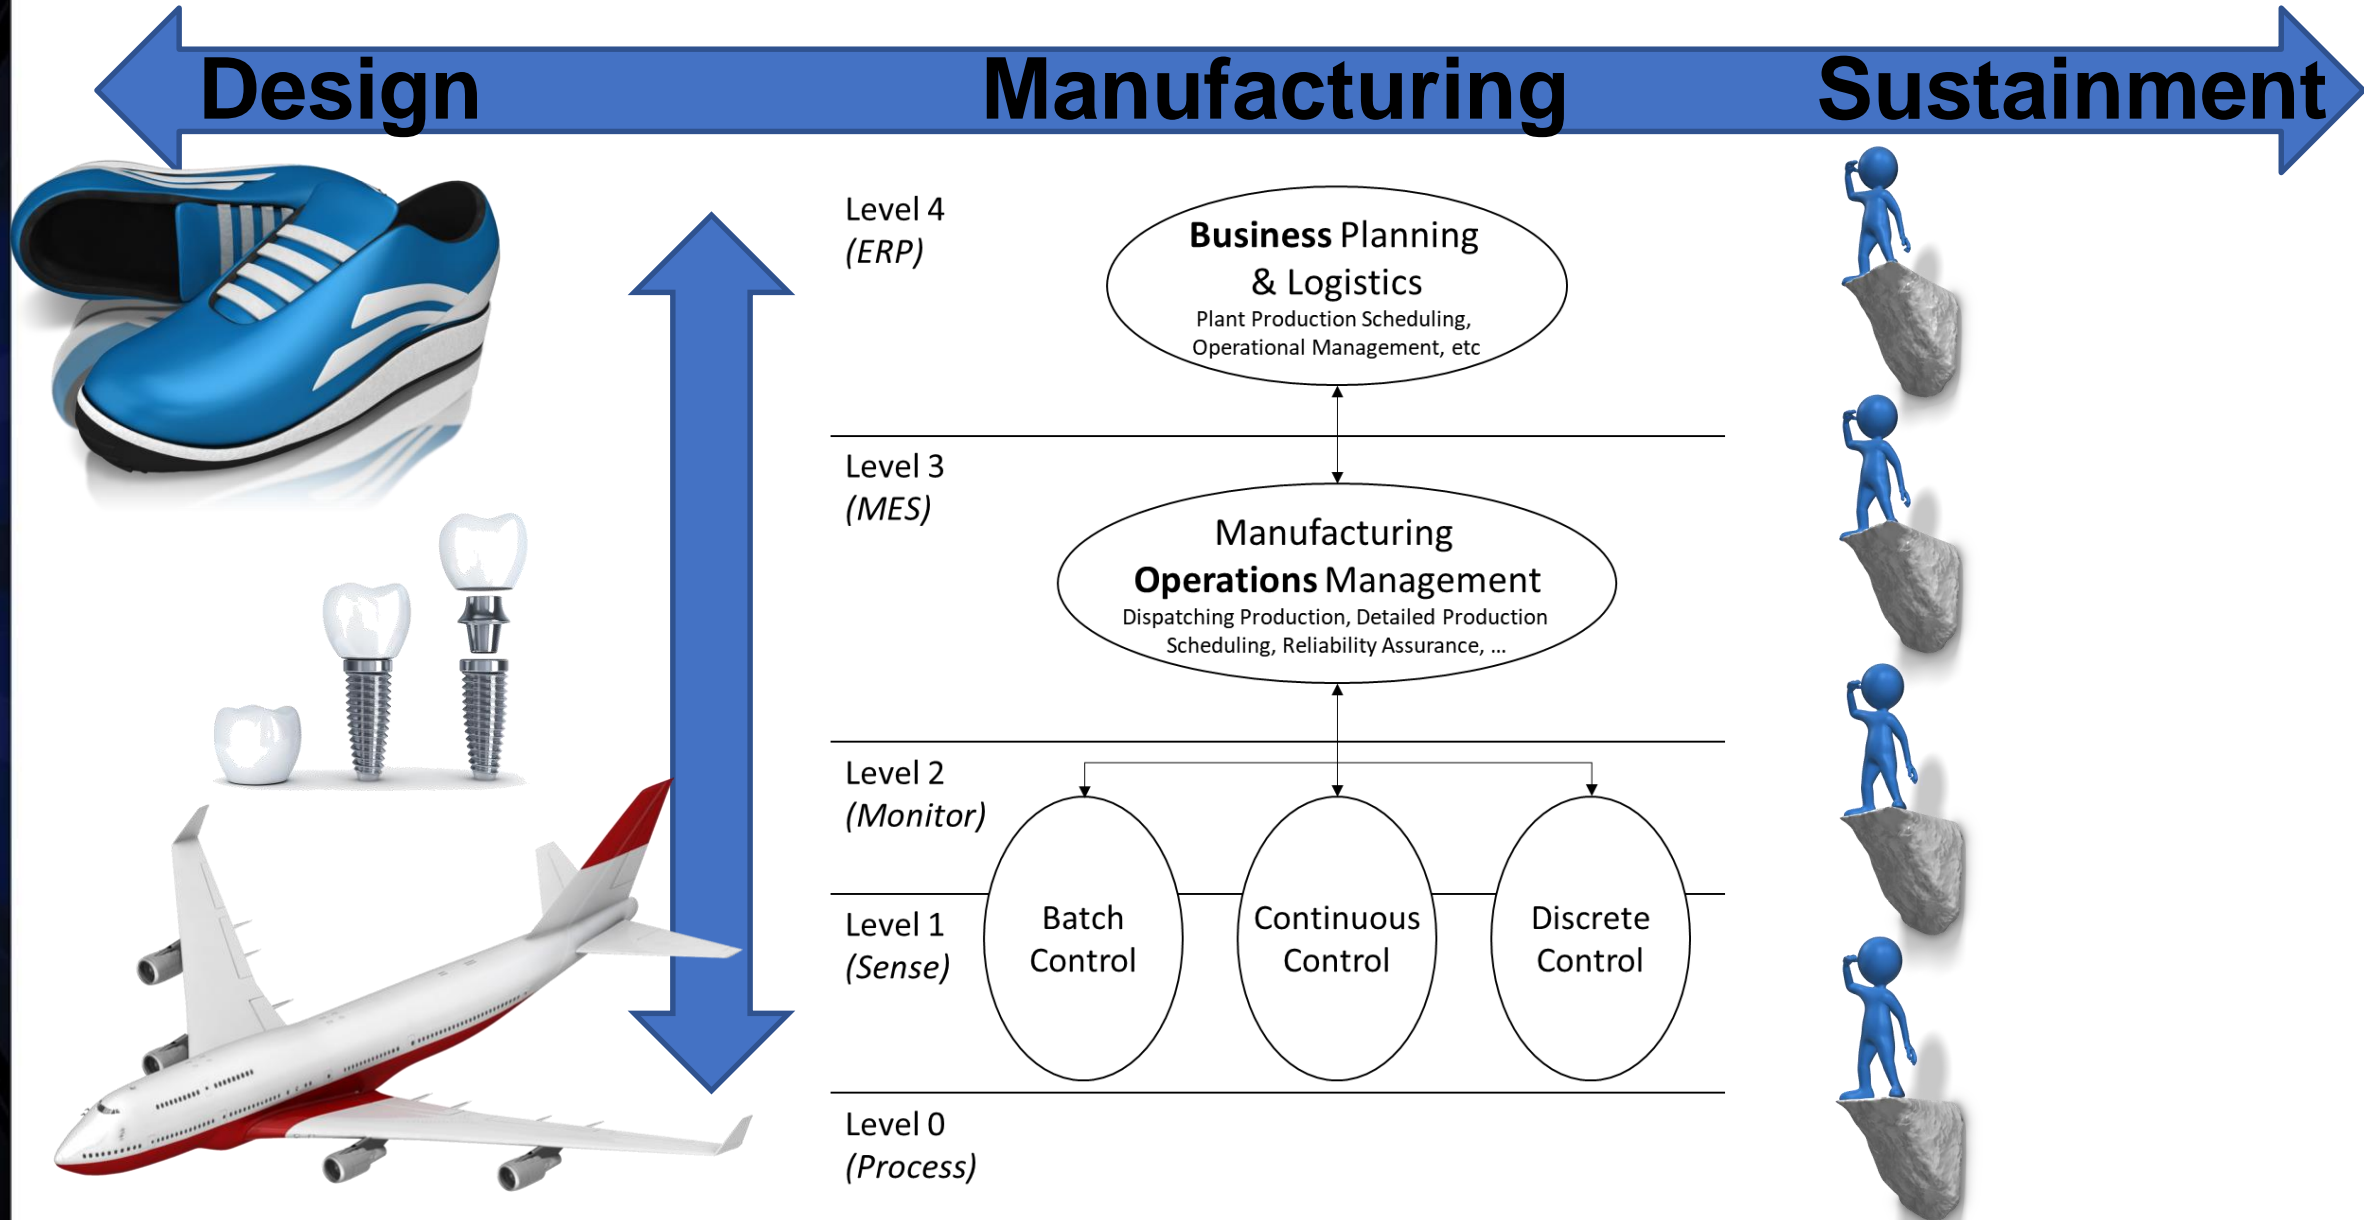 Design
Manufacturing
Sustainment
Level 4
(ERP)
Business Planning
& Logistics
Plant Production Scheduling,
Operational Management, etc
Level 3
(MES)
Manufacturing
Operations Management
Dispatching Production, Detailed Production
Scheduling, Reliability Assurance, ...
Level 2
(Monitor)
Level 1
(Sense)
Batch
Control
Continuous
Control
Discrete
Control
Level 0
(Process)